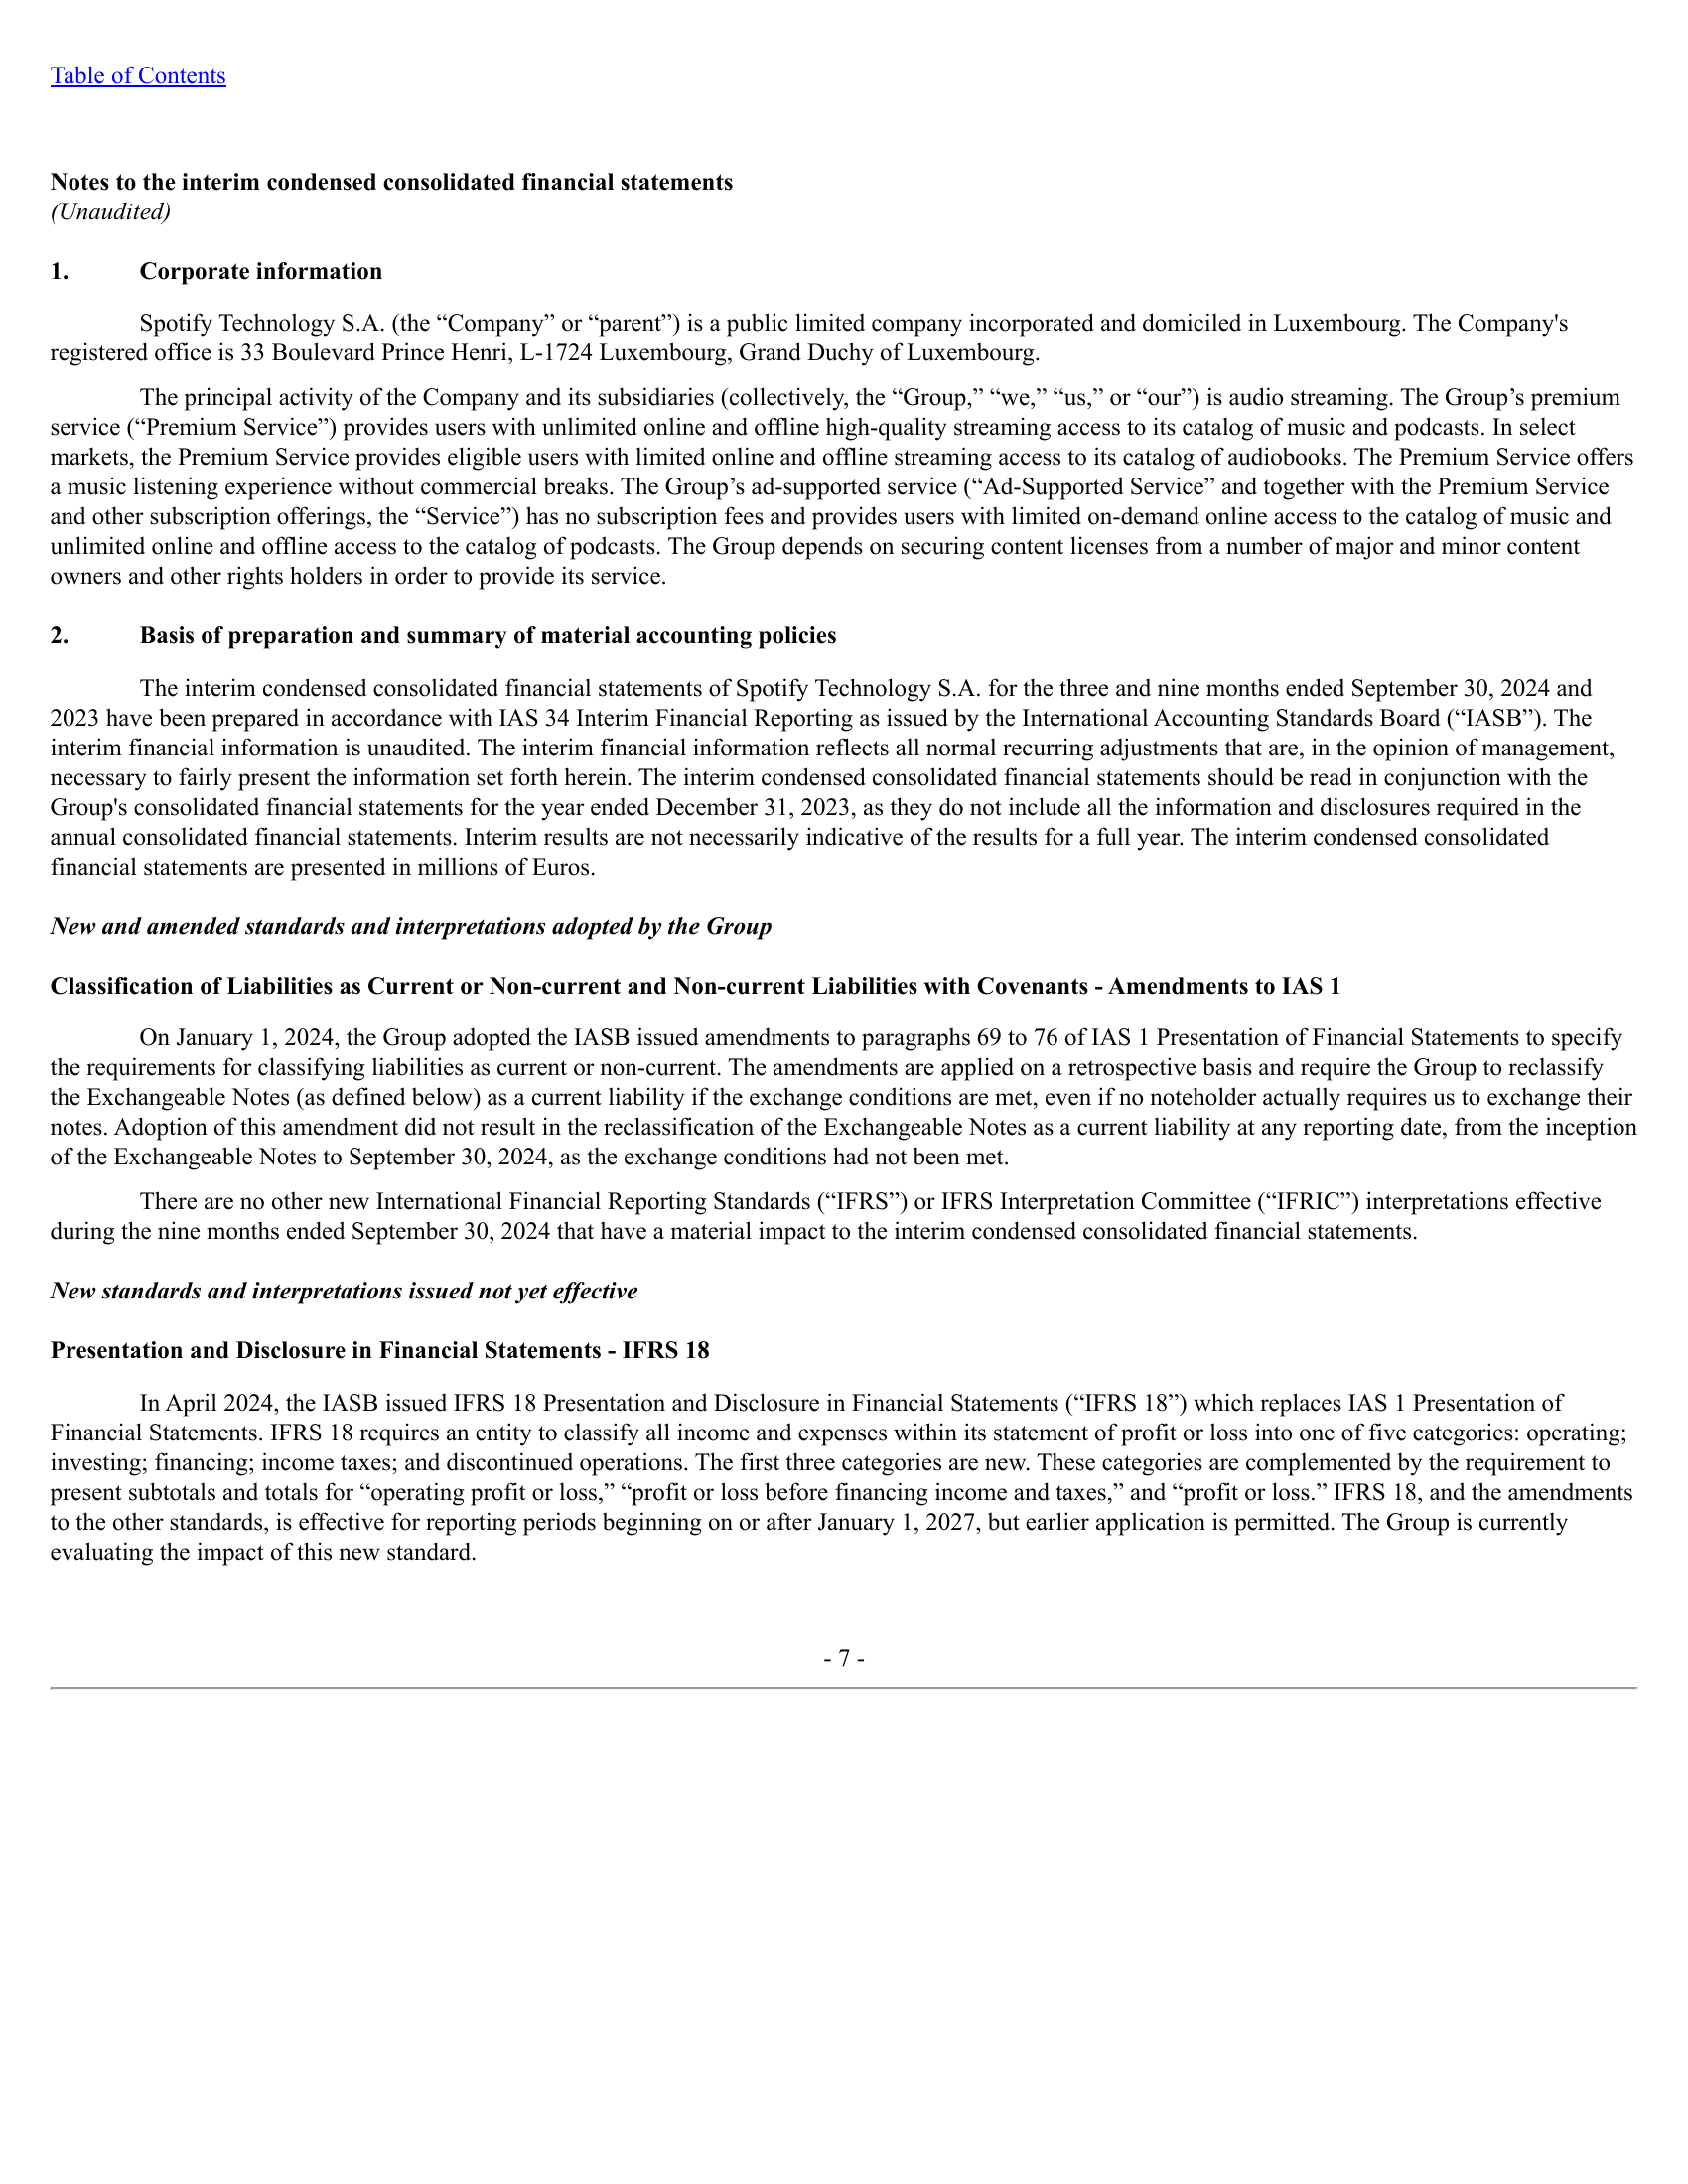 Table of Contents
Notes to the interim condensed consolidated financial statements
(Unaudited)
1. Corporate information
Spotify Technology S.A. (the “Company” or “parent”) is a public limited company incorporated and domiciled in Luxembourg. The Company's
registered office is 33 Boulevard Prince Henri, L-1724 Luxembourg, Grand Duchy of Luxembourg.
The principal activity of the Company and its subsidiaries (collectively, the “Group,” “we,” “us,” or “our”) is audio streaming. The Group’s premium
service (“Premium Service”) provides users with unlimited online and offline high-quality streaming access to its catalog of music and podcasts. In select
markets, the Premium Service provides eligible users with limited online and offline streaming access to its catalog of audiobooks. The Premium Service offers
a music listening experience without commercial breaks. The Group’s ad-supported service (“Ad-Supported Service” and together with the Premium Service
and other subscription offerings, the “Service”) has no subscription fees and provides users with limited on-demand online access to the catalog of music and
unlimited online and offline access to the catalog of podcasts. The Group depends on securing content licenses from a number of major and minor content
owners and other rights holders in order to provide its service.
2. Basis of preparation and summary of material accounting policies
The interim condensed consolidated financial statements of Spotify Technology S.A. for the three and nine months ended September 30, 2024 and
2023 have been prepared in accordance with IAS 34 Interim Financial Reporting as issued by the International Accounting Standards Board (“IASB”). The
interim financial information is unaudited. The interim financial information reflects all normal recurring adjustments that are, in the opinion of management,
necessary to fairly present the information set forth herein. The interim condensed consolidated financial statements should be read in conjunction with the
Group's consolidated financial statements for the year ended December 31, 2023, as they do not include all the information and disclosures required in the
annual consolidated financial statements. Interim results are not necessarily indicative of the results for a full year. The interim condensed consolidated
financial statements are presented in millions of Euros.
New and amended standards and interpretations adopted by the Group
Classification of Liabilities as Current or Non-current and Non-current Liabilities with Covenants - Amendments to IAS 1
On January 1, 2024, the Group adopted the IASB issued amendments to paragraphs 69 to 76 of IAS 1 Presentation of Financial Statements to specify
the requirements for classifying liabilities as current or non-current. The amendments are applied on a retrospective basis and require the Group to reclassify
the Exchangeable Notes (as defined below) as a current liability if the exchange conditions are met, even if no noteholder actually requires us to exchange their
notes. Adoption of this amendment did not result in the reclassification of the Exchangeable Notes as a current liability at any reporting date, from the inception
of the Exchangeable Notes to September 30, 2024, as the exchange conditions had not been met.
There are no other new International Financial Reporting Standards (“IFRS”) or IFRS Interpretation Committee (“IFRIC”) interpretations effective
during the nine months ended September 30, 2024 that have a material impact to the interim condensed consolidated financial statements.
New standards and interpretations issued not yet effective
Presentation and Disclosure in Financial Statements - IFRS 18
In April 2024, the IASB issued IFRS 18 Presentation and Disclosure in Financial Statements (“IFRS 18”) which replaces IAS 1 Presentation of
Financial Statements. IFRS 18 requires an entity to classify all income and expenses within its statement of profit or loss into one of five categories: operating;
investing; financing; income taxes; and discontinued operations. The first three categories are new. These categories are complemented by the requirement to
present subtotals and totals for “operating profit or loss,” “profit or loss before financing income and taxes,” and “profit or loss.” IFRS 18, and the amendments
to the other standards, is effective for reporting periods beginning on or after January 1, 2027, but earlier application is permitted. The Group is currently
evaluating the impact of this new standard.
- 7 -